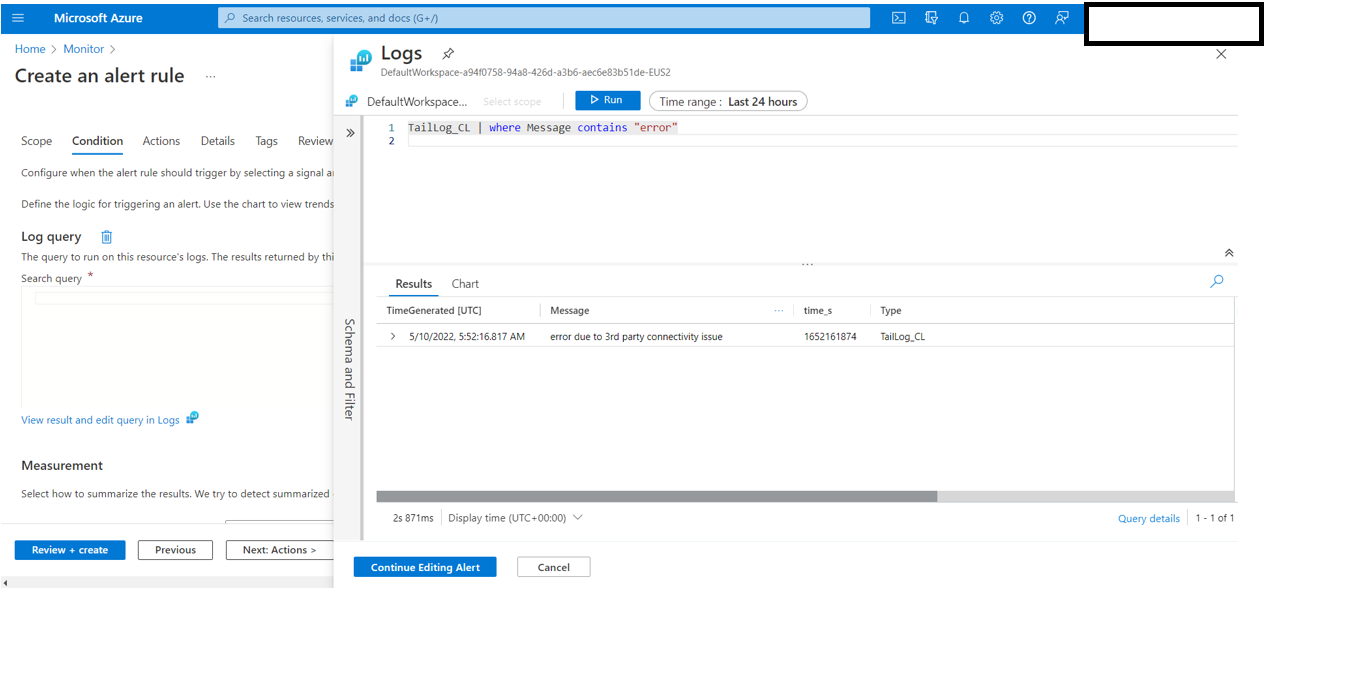 Microsoft Azure
Search resources, services, and docs (G+/)
Home > Monitor >
Create an alert rule ...
Scope Condition Actions Details Tags Review
Configure when the alert rule should trigger by selecting a signal
Define the logic for triggering an alert. Use the chart to view trends
Log query
The query to run on this resource's logs. The results returned by
Search query *
View result and edit query in Logs
Measurement
Select how to summarize the results. We try to detect summarized
Review + create Previous Next: Actions >
Logs
DefaultWorkspace-a94f0758-94a8-426d-a3b6-aec6e83b51de-EUS2
DefaultWorkspace... Select scope Run Time range : Last 24 hours
1 TailLog_CL | where Message contains "error"
2
Schema and Filter
Results Chart
TimeGenerated [UTC] Message ... time_s Type
5/10/2022, 5:52:16.817 AM error due to 3rd party connectivity issue 1652161874 TailLog_CL
2s 871ms Display time (UTC+00:00) Query details 1 - 1 of 1
Continue Editing Alert Cancel